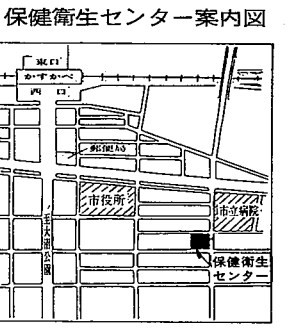 保健衛生センター案内図
東口
かすかべ
西口
郵便局
市役所
市立病院
至大沼公園
保健衛生
センター